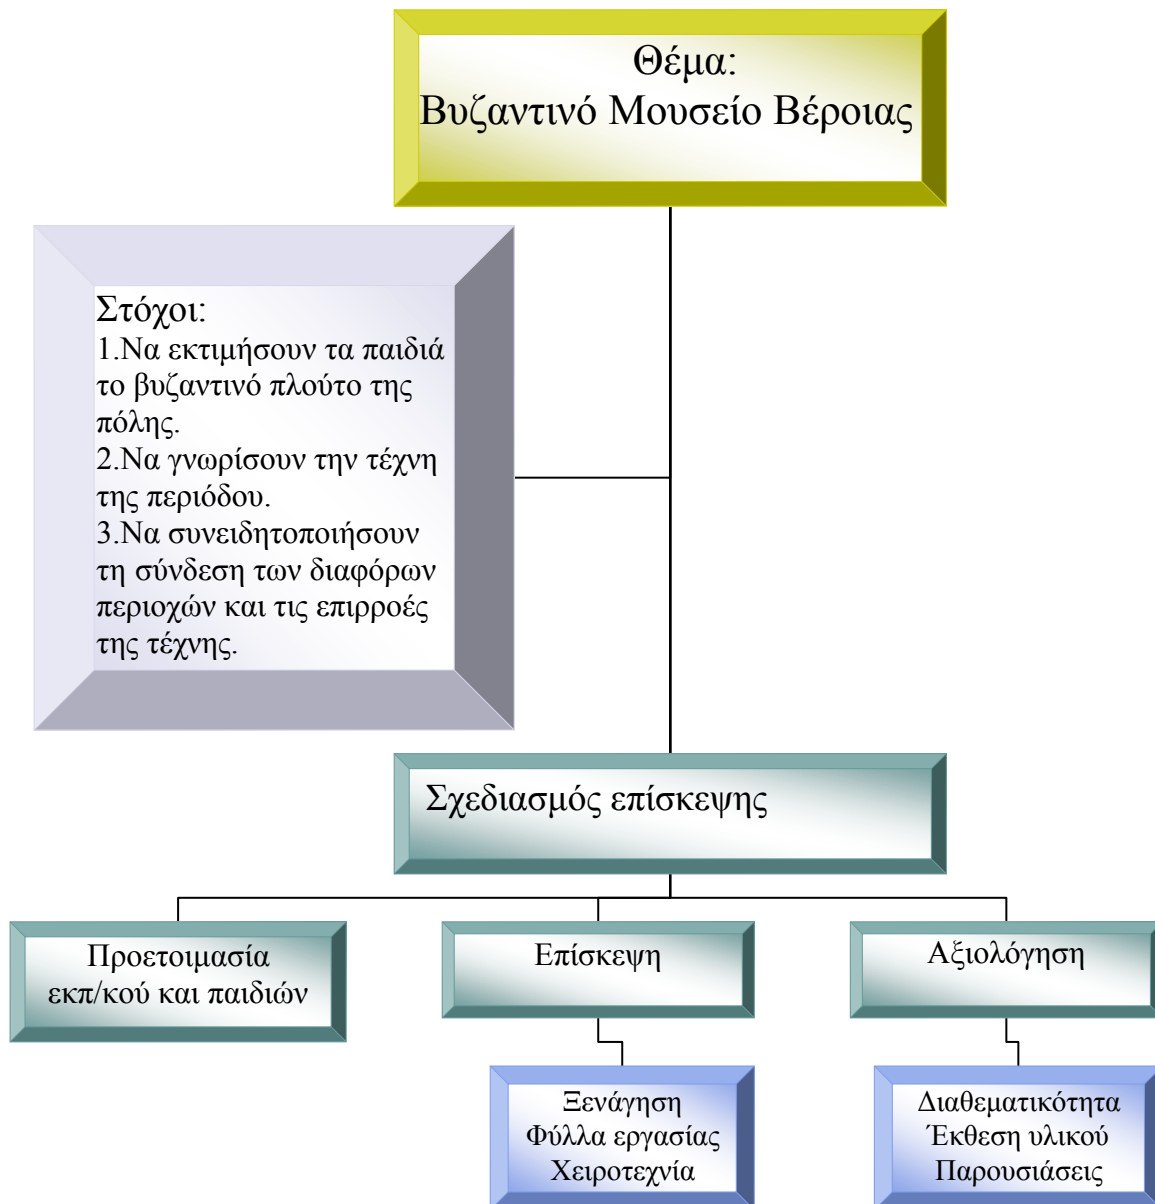 Θέμα:
Βυζαντινό Μουσείο Βέροιας
Στόχοι:
1.Να εκτιμήσουν τα παιδιά
το βυζαντινό πλούτο της
πόλης.
2.Να γνωρίσουν την τέχνη
της περιόδου.
3.Να συνειδητοποιήσουν
τη σύνδεση των διαφόρων
περιοχών και τις επιρροές
της τέχνης.
Σχεδιασμός επίσκεψης
Προετοιμασία
εκπ/κού και παιδιών
Επίσκεψη
Αξιολόγηση
Ξενάγηση
Φύλλα εργασίας
Χειροτεχνία
Διαθεματικότητα
Έκθεση υλικού
Παρουσιάσεις